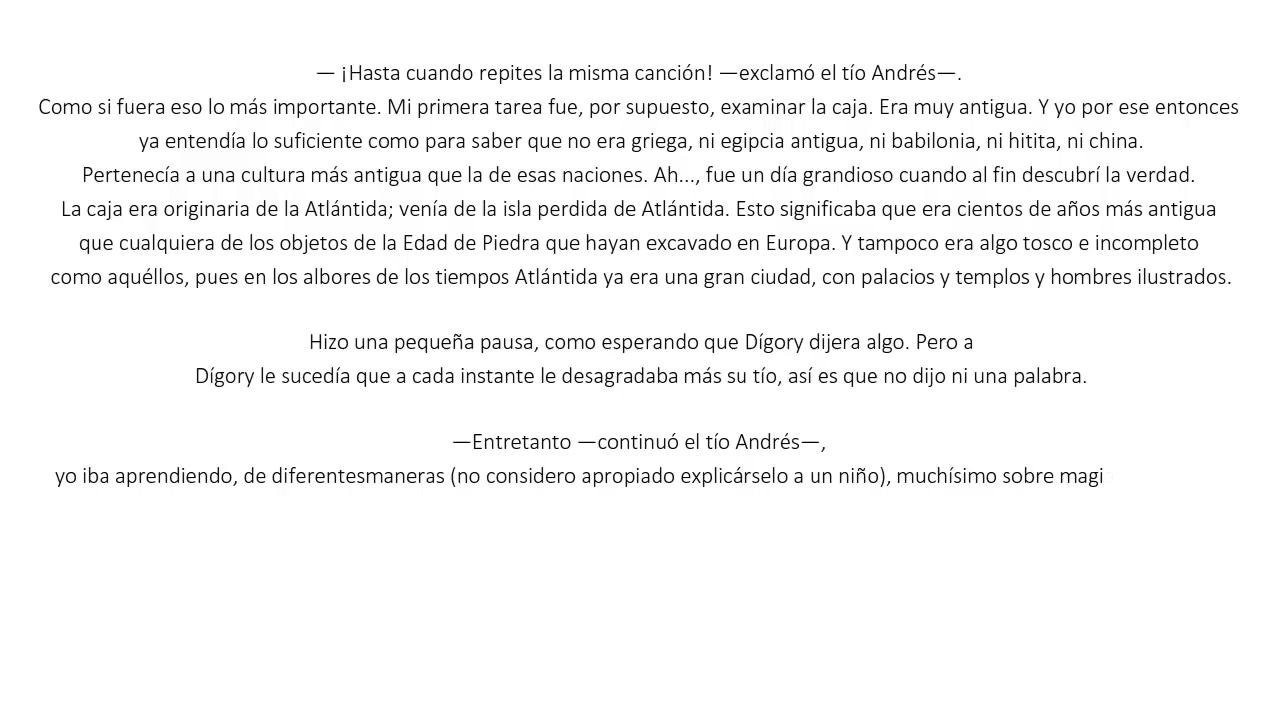 — ¡Hasta cuando repites la misma canción! —exclamó el tío Andrés—.
Como si fuera eso lo más importante. Mi primera tarea fue, por supuesto, examinar la caja. Era muy antigua. Y yo por ese entonces
ya entendía lo suficiente como para saber que no era griega, ni egipcia antigua, ni babilonia, ni hitita, ni china.
Pertenecía a una cultura más antigua que la de esas naciones. Ah..., fue un día grandioso cuando al fin descubrí la verdad.
La caja era originaria de la Atlántida; venía de la isla perdida de Atlántida. Esto significaba que era cientos de años más antigua
que cualquiera de los objetos de la Edad de Piedra que hayan excavado en Europa. Y tampoco era algo tosco e incompleto
como aquéllos, pues en los albores de los tiempos Atlántida ya era una gran ciudad, con palacios y templos y hombres ilustrados.
Hizo una pequeña pausa, como esperando que Dígory dijera algo. Pero a
Dígory le sucedía que a cada instante le desagradaba más su tío, así es que no dijo ni una palabra.
—Entretanto —continuó el tío Andrés—,
yo iba aprendiendo, de diferentesmaneras (no considero apropiado explicárselo a un niño), muchísimo sobre magi